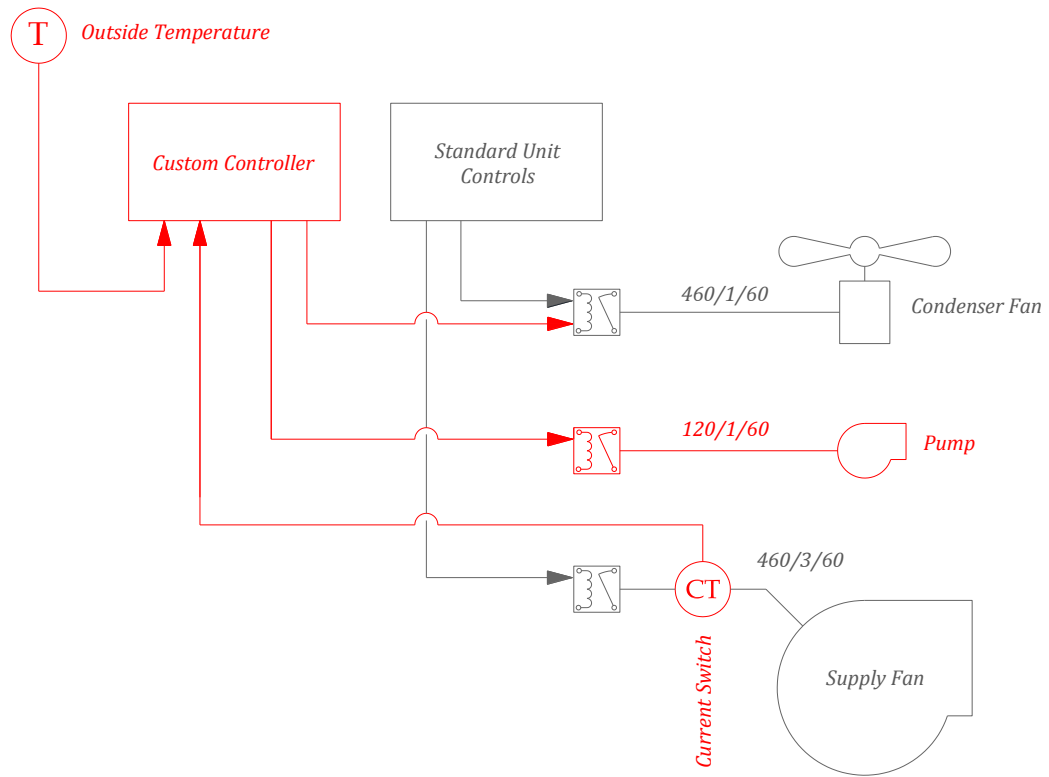 T
Outside Temperature
Custom Controller
Standard Unit
Controls
460/1/60
Condenser Fan
120/1/60
Pump
460/3/60
CT
Current Switch
Supply Fan